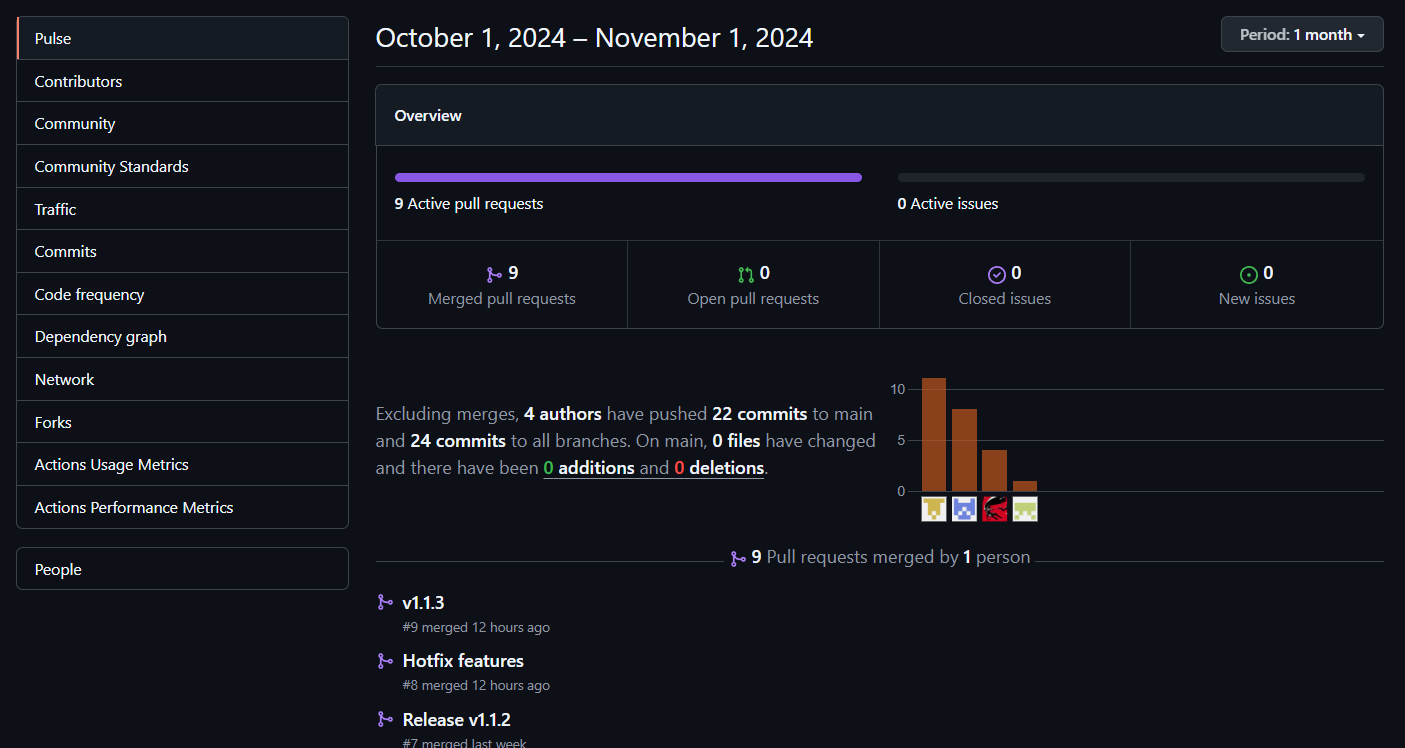 Pulse
Contributors
Community
Community Standards
Traffic
Commits
Code frequency
Dependency graph
Network
Forks
Actions Usage Metrics
Actions Performance Metrics
People
October 1, 2024 – November 1, 2024
Period: 1 month
Overview
9 Active pull requests
0 Active issues
9
Merged pull requests
0
Open pull requests
0
Closed issues
0
New issues
Excluding merges, 4 authors have pushed 22 commits to main
and 24 commits to all branches. On main, 0 files have changed
and there have been 0 additions and 0 deletions.
10
5
0
9 Pull requests merged by 1 person
v1.1.3
#9 merged 12 hours ago
Hotfix features
#8 merged 12 hours ago
Release v1.1.2
#7 merged last week